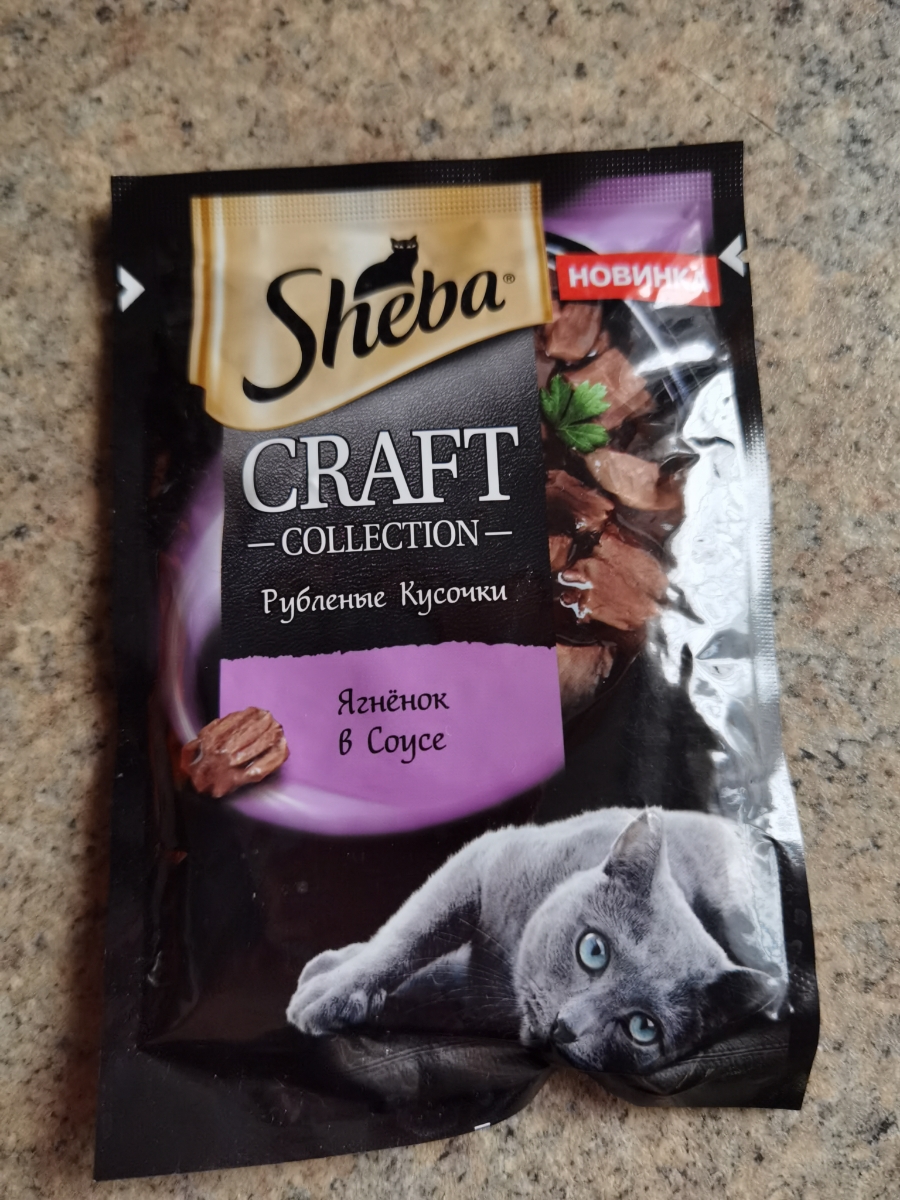 Sheba®
НОВИНКА
CRAFT
— COLLECTION —
Рубленые Кусочки
Ягнёнок
в Соусе